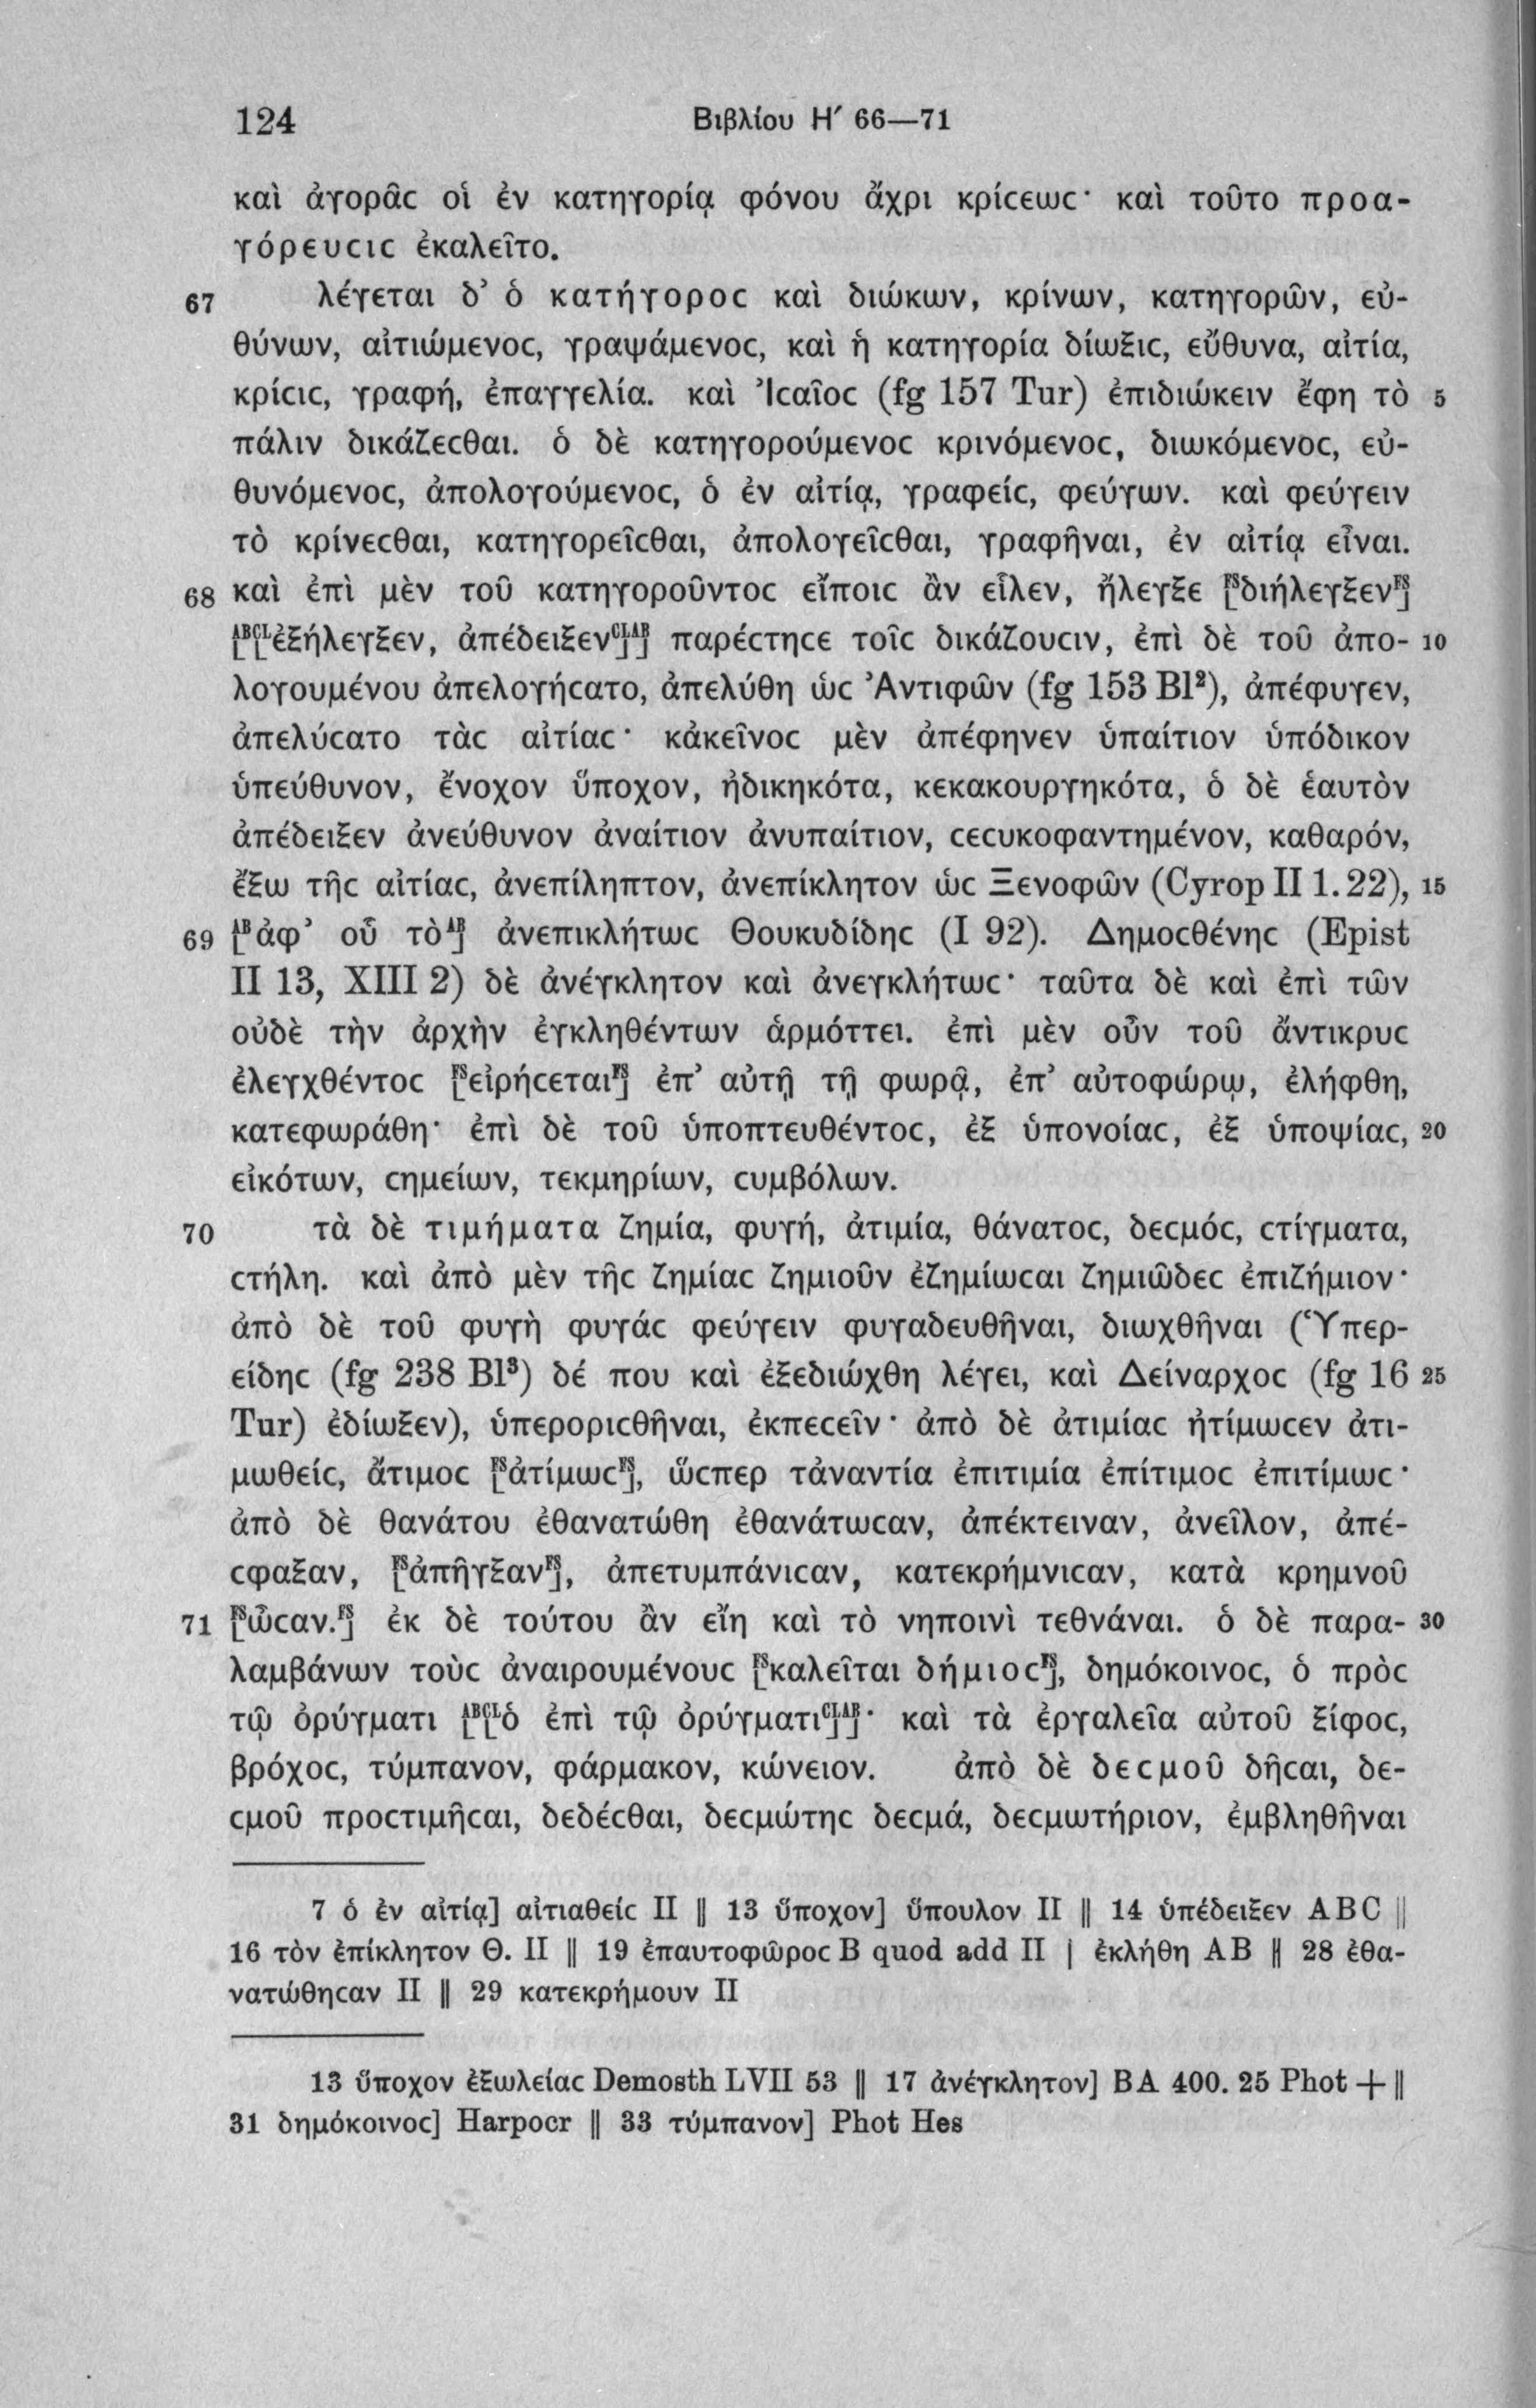 124 Βιβλίου Η′ 66—71
καὶ ἀγορᾶϲ οἱ ἐν κατηγορίᾳ φόνου ἄχρι κρίϲεωϲ· καὶ τοῦτο προα-
γόρευϲιϲ ἐκαλεῖτο.
67 λέγεται δ’ ὁ κατήγοροϲ καὶ διώκων, κρίνων, κατηγορῶν, εὐ-
θύνων, αἰτιώμενοϲ, γραψάμενοϲ, καὶ ἡ κατηγορία δίωξιϲ, εὔθυνα, αἰτία,
κρίϲιϲ, γραφή, ἐπαγγελία. καὶ Ἰϲαῖοϲ (fg 157 Tur) ἐπιδιώκειν ἔφη τὸ 5
πάλιν δικάζεϲθαι. ὁ δὲ κατηγορούμενοϲ κρινόμενοϲ, διωκόμενοϲ, εὐ-
θυνόμενοϲ, ἀπολογούμενοϲ, ὁ ἐν αἰτίᾳ, γραφείϲ, φεύγων. καὶ φεύγειν
τὸ κρίνεϲθαι, κατηγορεῖϲθαι, ἀπολογεῖϲθαι, γραφῆναι, ἐν αἰτίᾳ εἶναι.
68 καὶ ἐπὶ μὲν τοῦ κατηγοροῦντοϲ εἴποιϲ ἂν εἷλεν, ἤλεγξε [FSδιήλεγξενFS]
[AB[CLἐξήλεγξεν, ἀπέδειξενCL]AB] παρέϲτηϲε τοῖϲ δικάζουϲιν, ἐπὶ δὲ τοῦ ἀπο- 10
λογουμένου ἀπελογήϲατο, ἀπελύθη ὡϲ Ἀντιφῶν (fg 153 Bl²), ἀπέφυγεν,
ἀπελύϲατο τὰϲ αἰτίαϲ· κἀκεῖνοϲ μὲν ἀπέφηνεν ὑπαίτιον ὑπόδικον
ὑπεύθυνον, ἔνοχον ὕποχον, ἠδικηκότα, κεκακουργηκότα, ὁ δὲ ἑαυτὸν
ἀπέδειξεν ἀνεύθυνον ἀναίτιον ἀνυπαίτιον, ϲεϲυκοφαντημένον, καθαρόν,
ἔξω τῆϲ αἰτίαϲ, ἀνεπίληπτον, ἀνεπίκλητον ὡϲ Ξενοφῶν (Cyrop II 1. 22), 15
69 [ABἀφ’ οὗ τὸAB] ἀνεπικλήτωϲ Θουκυδίδηϲ (I 92). Δημοϲθένηϲ (Epist
II 13, XIII 2) δὲ ἀνέγκλητον καὶ ἀνεγκλήτωϲ· ταῦτα δὲ καὶ ἐπὶ τῶν
οὐδὲ τὴν ἀρχὴν ἐγκληθέντων ἁρμόττει. ἐπὶ μὲν οὖν τοῦ ἄντικρυϲ
ἐλεγχθέντοϲ [FSεἰρήϲεταιFS] ἐπ’ αὐτῇ τῇ φωρᾷ, ἐπ’ αὐτοφώρῳ, ἐλήφθη,
κατεφωράθη· ἐπὶ δὲ τοῦ ὑποπτευθέντοϲ, ἐξ ὑπονοίαϲ, ἐξ ὑποψίαϲ, 20
εἰκότων, ϲημείων, τεκμηρίων, ϲυμβόλων.
70 τὰ δὲ τιμήματα ζημία, φυγή, ἀτιμία, θάνατοϲ, δεϲμόϲ, ϲτίγματα,
ϲτήλη. καὶ ἀπὸ μὲν τῆϲ ζημίαϲ ζημιοῦν ἐζημίωϲαι ζημιῶδεϲ ἐπιζήμιον·
ἀπὸ δὲ τοῦ φυγὴ φυγάϲ φεύγειν φυγαδευθῆναι, διωχθῆναι (Ὑπερ-
είδηϲ (fg 238 Bl³) δέ που καὶ ἐξεδιώχθη λέγει, καὶ Δείναρχοϲ (fg 16 25
Tur) ἐδίωξεν), ὑπεροριϲθῆναι, ἐκπεϲεῖν· ἀπὸ δὲ ἀτιμίαϲ ἠτίμωϲεν ἀτι-
μωθείϲ, ἄτιμοϲ [FSἀτίμωϲFS], ὥϲπερ τἀναντία ἐπιτιμία ἐπίτιμοϲ ἐπιτίμωϲ·
ἀπὸ δὲ θανάτου ἐθανατώθη ἐθανάτωϲαν, ἀπέκτειναν, ἀνεῖλον, ἀπέ-
ϲφαξαν, [FSἀπῆγξανFS], ἀπετυμπάνιϲαν, κατεκρήμνιϲαν, κατὰ κρημνοῦ
71 [FSὦϲαν.FS] ἐκ δὲ τούτου ἂν εἴη καὶ τὸ νηποινὶ τεθνάναι. ὁ δὲ παρα- 30
λαμβάνων τοὺϲ ἀναιρουμένουϲ [FSκαλεῖται δήμιοϲFS], δημόκοινοϲ, ὁ πρὸϲ
τῷ ὀρύγματι [AB[CLὁ ἐπὶ τῷ ὀρύγματιCL]AB]· καὶ τὰ ἐργαλεῖα αὐτοῦ ξίφοϲ,
βρόχοϲ, τύμπανον, φάρμακον, κώνειον. ἀπὸ δὲ δεϲμοῦ δῆϲαι, δε-
ϲμοῦ προϲτιμῆϲαι, δεδέϲθαι, δεϲμώτηϲ δεϲμά, δεϲμωτήριον, ἐμβληθῆναι
7 ὁ ἐν αἰτίᾳ] αἰτιαθείϲ II ‖ 13 ὕποχον] ὕπουλον II ‖ 14 ὑπέδειξεν ABC ‖
16 τὸν ἐπίκλητον Θ. II ‖ 19 ἐπαυτοφῶροϲ B quod add II | ἐκλήθη AB ‖ 28 ἐθα-
νατώθηϲαν II ‖ 29 κατεκρήμουν II
13 ὕποχον ἐξωλείαϲ Demosth LVII 53 ‖ 17 ἀνέγκλητον] BA 400. 25 Phot + ‖
31 δημόκοινοϲ] Harpocr ‖ 33 τύμπανον] Phot Hes